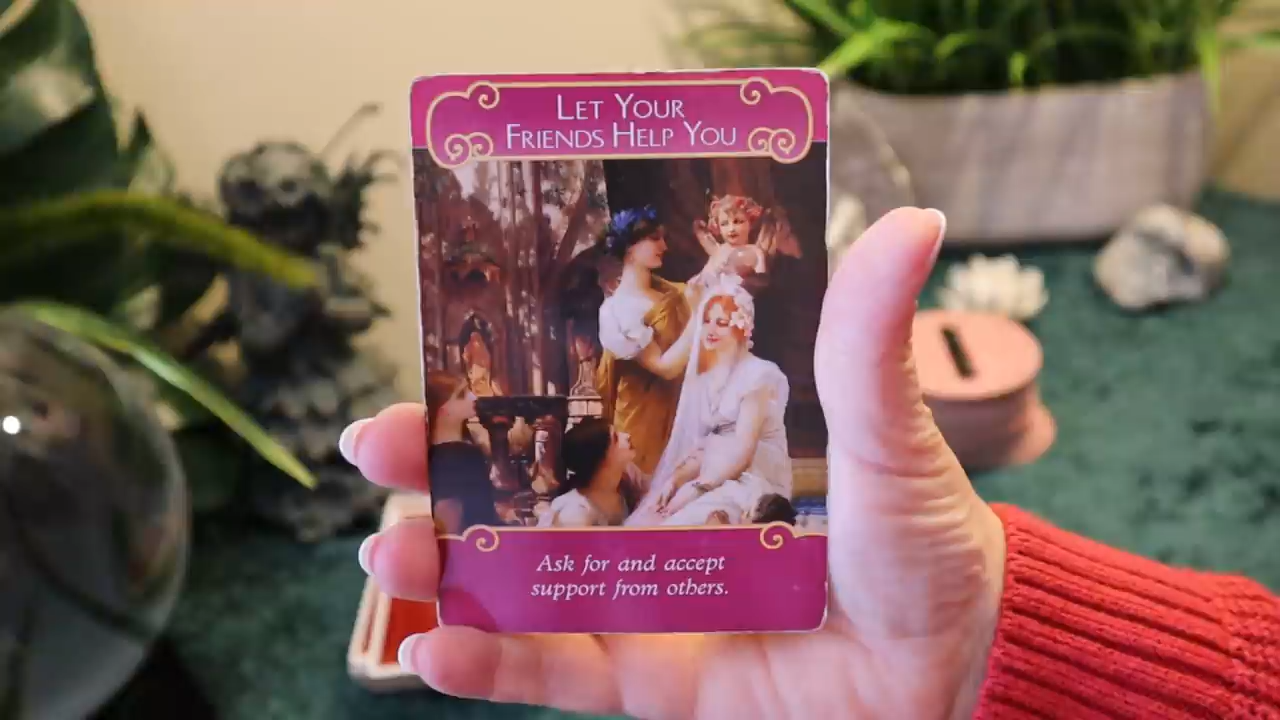 Let Your
Friends Help You
Ask for and accept
support from others.